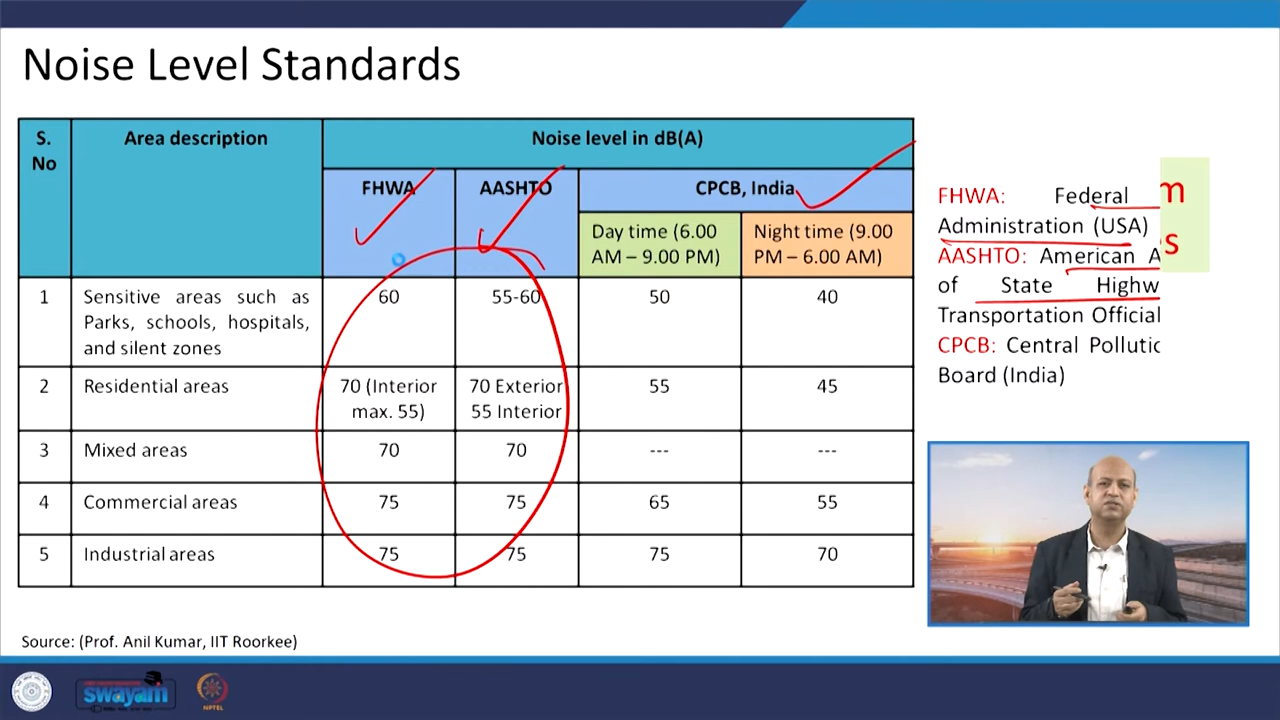 Noise Level Standards
S. No
Area description
Noise level in dB(A)
FHWA
AASHTO
CPCB, India
Day time (6.00 AM – 9.00 PM)
Night time (9.00 PM – 6.00 AM)
1
Sensitive areas such as Parks, schools, hospitals, and silent zones
60
55-60
50
40
2
Residential areas
70 (Interior max. 55)
70 Exterior 55 Interior
55
45
3
Mixed areas
70
70
---
---
4
Commercial areas
75
75
65
55
5
Industrial areas
75
75
75
70
FHWA: Federal
Administration (USA)
AASHTO: American A
of State Highw
Transportation Official
CPCB: Central Pollutic
Board (India)
m
s
Source: (Prof. Anil Kumar, IIT Roorkee)
swayam
NPTEL